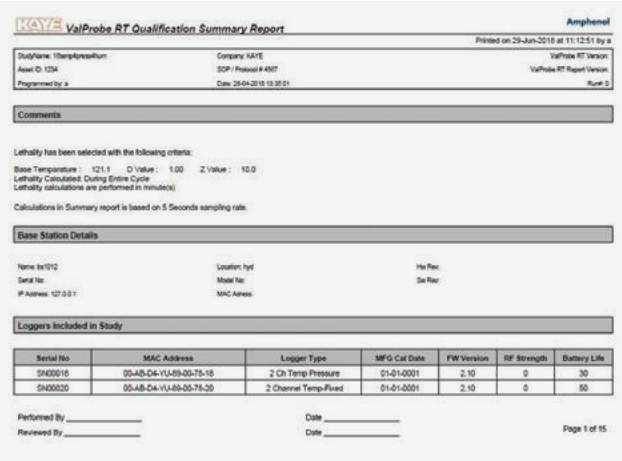 KAYE ValProbe RT Qualification Summary Report
Amphenol
Printed on 29-Jun-2018 at 11:12:51 by a
Company: KAYE
ValProbe RT Version:
Asset ID: 1234
SOP / Protocol # 4567
ValProbe RT Report Version:
Programmed by: a
Date: 26-04-2018 13:35:01
Run#: 0
Comments
Lethality has been selected with the following criteria:
Base Temparature : 121.1 D Value : 1.00 Z Value : 10.0
Lethality Calculated: During Entire Cycle
Lethality calculations are performed in minute(s)
Calculations in Summary report is based on 5 Seconds sampling rate.
Base Station Details
Name: bs1012
Location: hyd
Hw Rev:
Serial No:
Model No:
Sw Rev:
IP Address: 127.0.0.1
MAC Adress:
Loggers Included in Study
Serial No MAC Address Logger Type MFG Cal Date FW Version RF Strength Battery Life
SN00018 00-AB-D4-YU-89-00-78-18 2 Ch Temp Pressure 01-01-0001 2.10 0 30
SN00020 00-AB-D4-YU-89-00-78-20 2 Channel Temp-Fixed 01-01-0001 2.10 0 50
Performed By Date
Reviewed By Date
Page 1 of 15